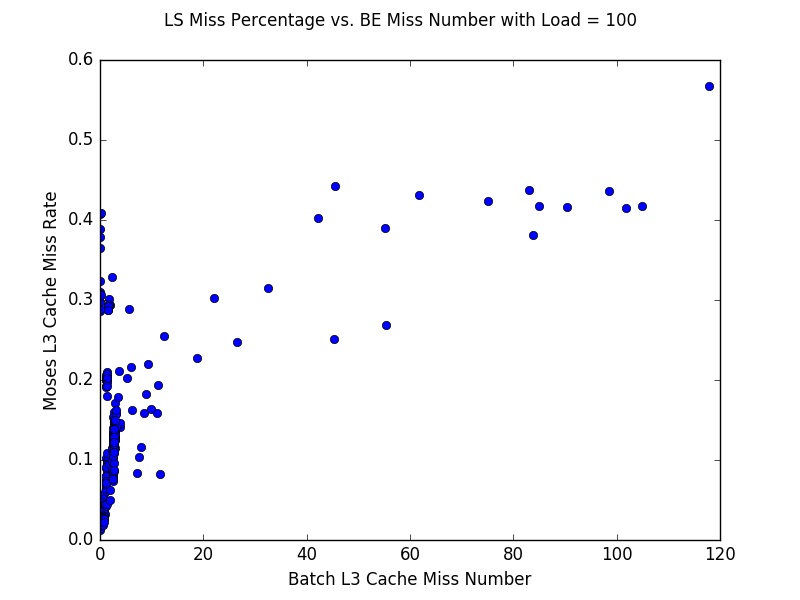 LS Miss Percentage vs. BE Miss Number with Load = 100
0.6
0.5
0.4
0.3
0.2
0.1
0.0
Moses L3 Cache Miss Rate
0 20 40 60 80 100 120
Batch L3 Cache Miss Number